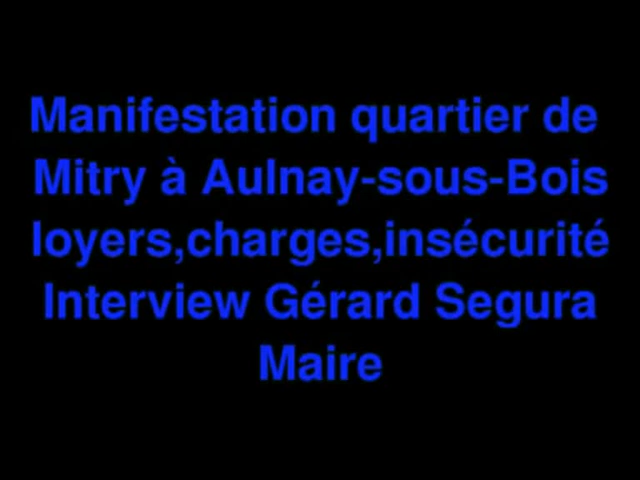 Manifestation quartier de
Mitry à Aulnay-sous-Bois
loyers,charges,insécurité
Interview Gérard Segura
Maire